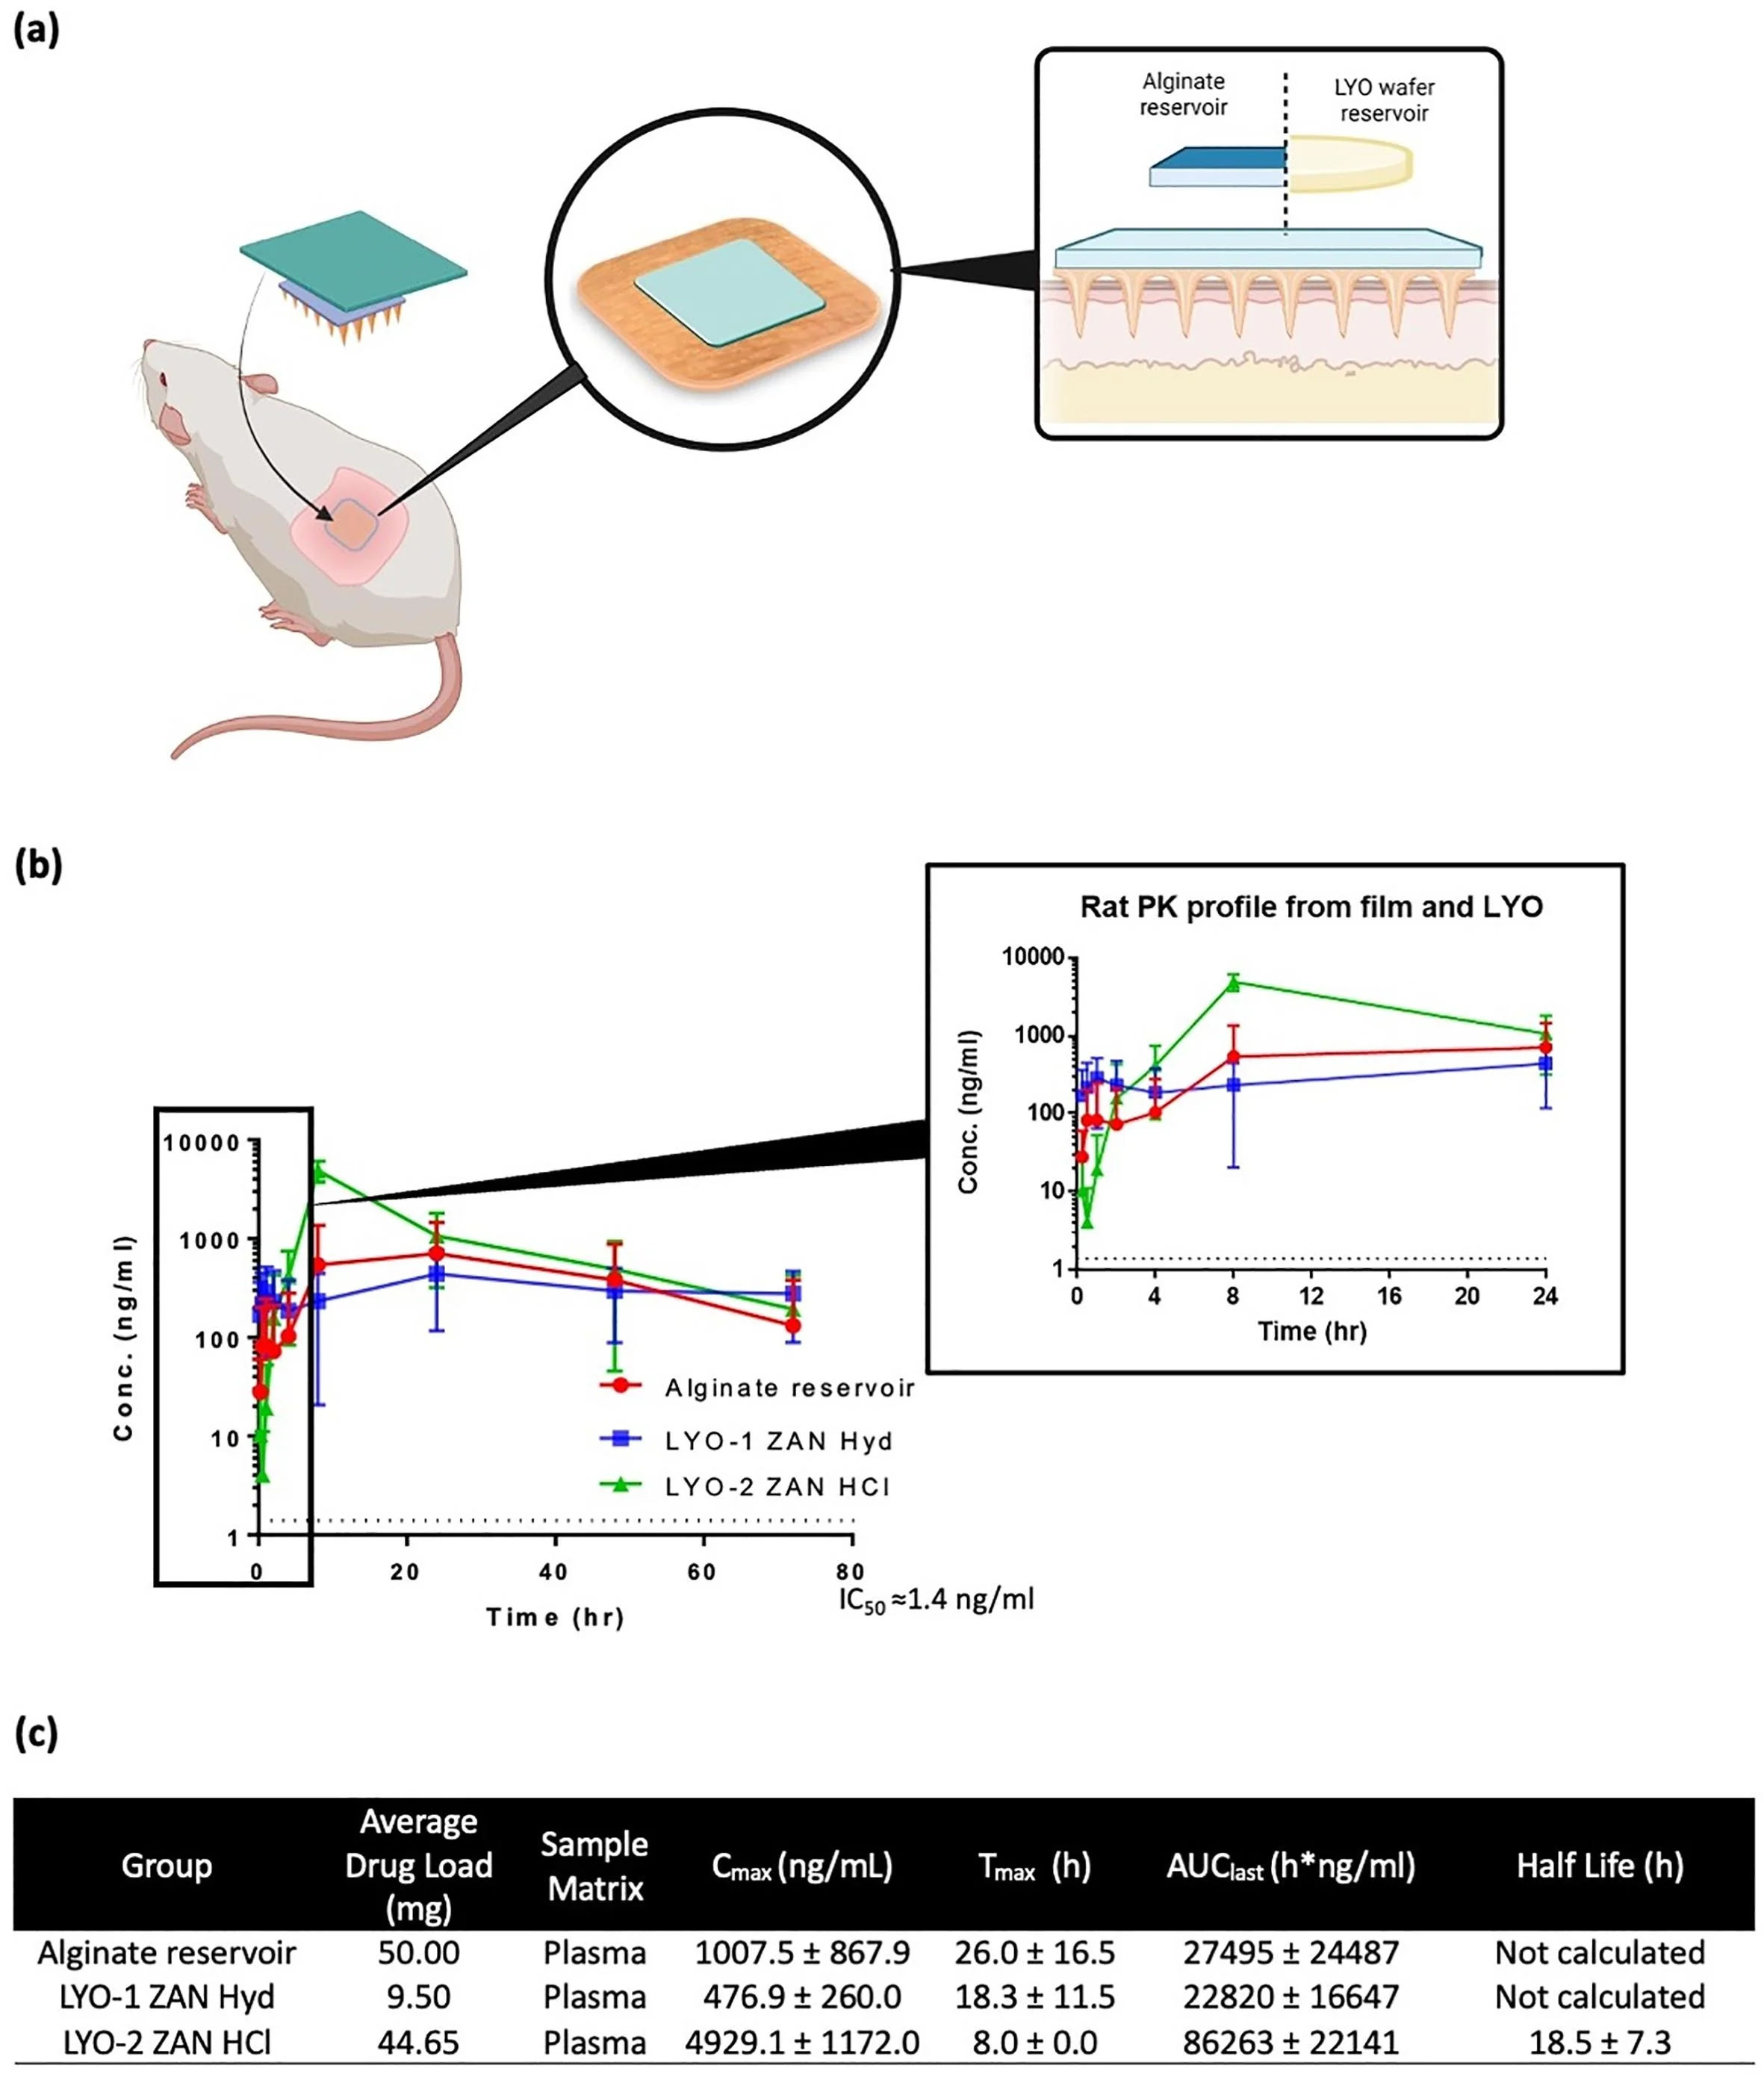 (a)
Alginate
reservoir
LYO wafer
reservoir
(b)
Rat PK profile from film and LYO
10000
1000
100
10
1
Conc. (ng/ml)
0 4 8 12 16 20 24
Time (hr)
10000
1000
100
10
1
Conc. (ng/ml)
Alginate reservoir
LYO-1 ZAN Hyd
LYO-2 ZAN HCl
0 20 40 60 80
IC₅₀ ≈1.4 ng/ml
Time (hr)
(c)
Group Average Drug Load (mg) Sample Matrix Cmax (ng/mL) Tmax (h) AUClast (h*ng/ml) Half Life (h)
Alginate reservoir 50.00 Plasma 1007.5 ± 867.9 26.0 ± 16.5 27495 ± 24487 Not calculated
LYO-1 ZAN Hyd 9.50 Plasma 476.9 ± 260.0 18.3 ± 11.5 22820 ± 16647 Not calculated
LYO-2 ZAN HCl 44.65 Plasma 4929.1 ± 1172.0 8.0 ± 0.0 86263 ± 22141 18.5 ± 7.3